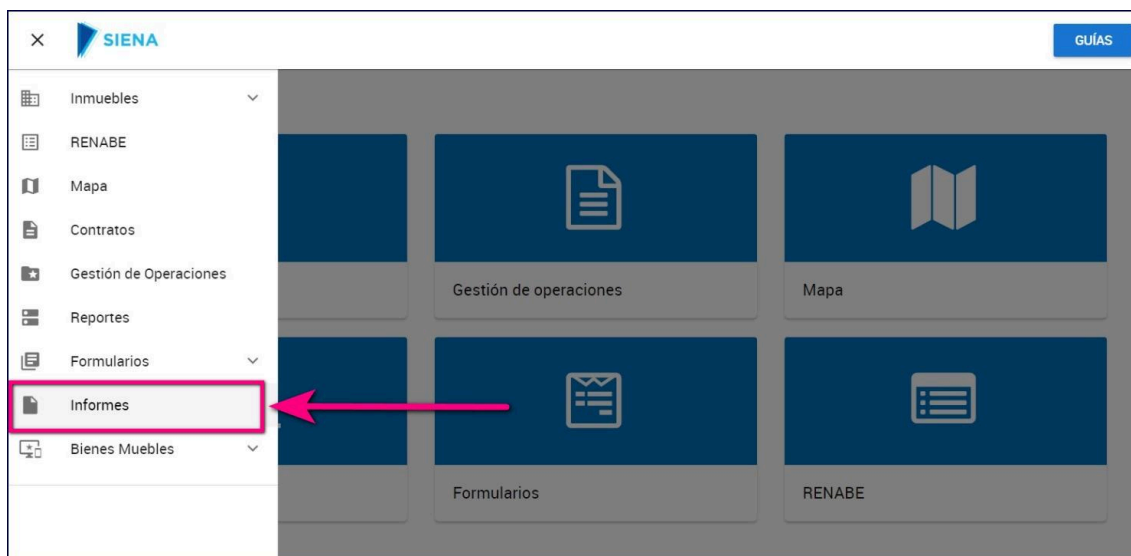 SIENA
GUÍAS
Inmuebles
RENABE
Mapa
Contratos
Gestión de Operaciones
Reportes
Formularios
Informes
Bienes Muebles
Gestión de operaciones
Mapa
Formularios
RENABE